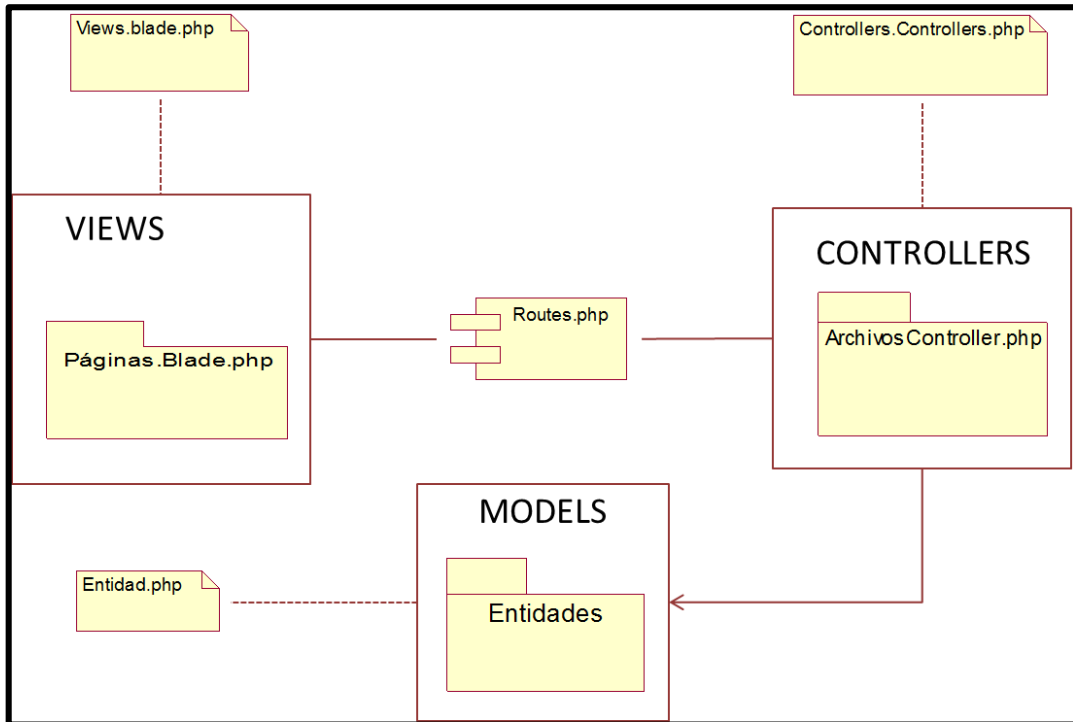 Views.blade.php
Controllers.Controllers.php
VIEWS
CONTROLLERS
Routes.php
Páginas.Blade.php
ArchivosController.php
MODELS
Entidad.php
Entidades